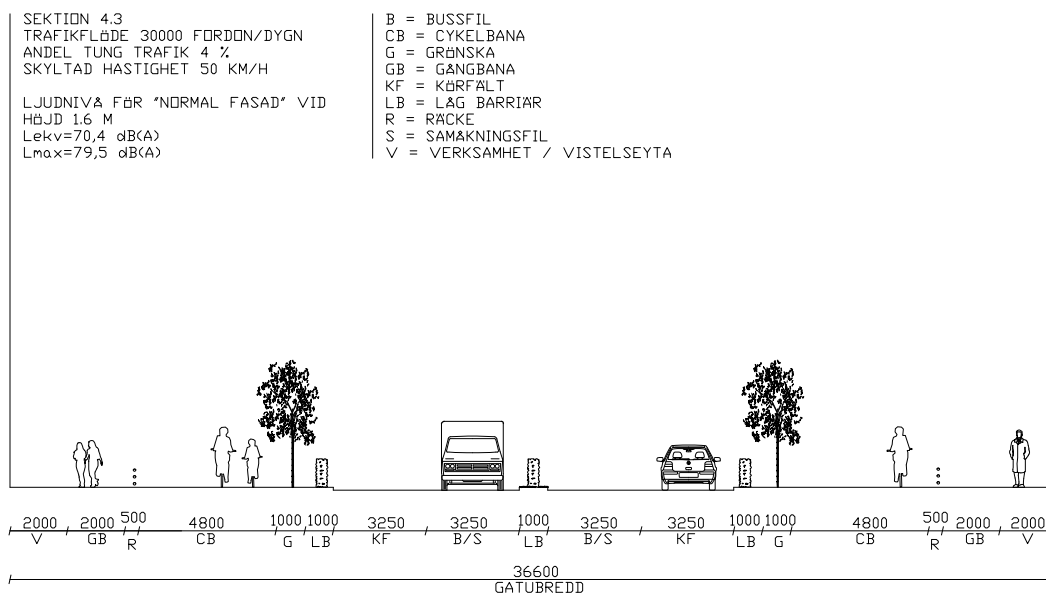 SEKTION 4.3
TRAFIKFLÖDE 30000 FORDON/DYGN
ANDEL TUNG TRAFIK 4 %
SKYLTAD HASTIGHET 50 KM/H
LJUDNIVÅ FÖR "NORMAL FASAD" VID
HÖJD 1.6 M
Lekv=70,4 dB(A)
Lmax=79,5 dB(A)
B = BUSSFIL
CB = CYKELBANA
G = GRÖNSKA
GB = GÅNGBANA
KF = KÖRFÄLT
LB = LÅG BARRIÄR
R = RÄCKE
S = SAMÅKNINGSFIL
V = VERKSAMHET / VISTELSEYTA
2000 2000 500 4800 1000 1000 3250 3250 1000 3250 3250 1000 1000 4800 500 2000 2000
V GB R CB G LB KF B/S LB B/S KF LB G CB R GB V
36600
GATUBREDD